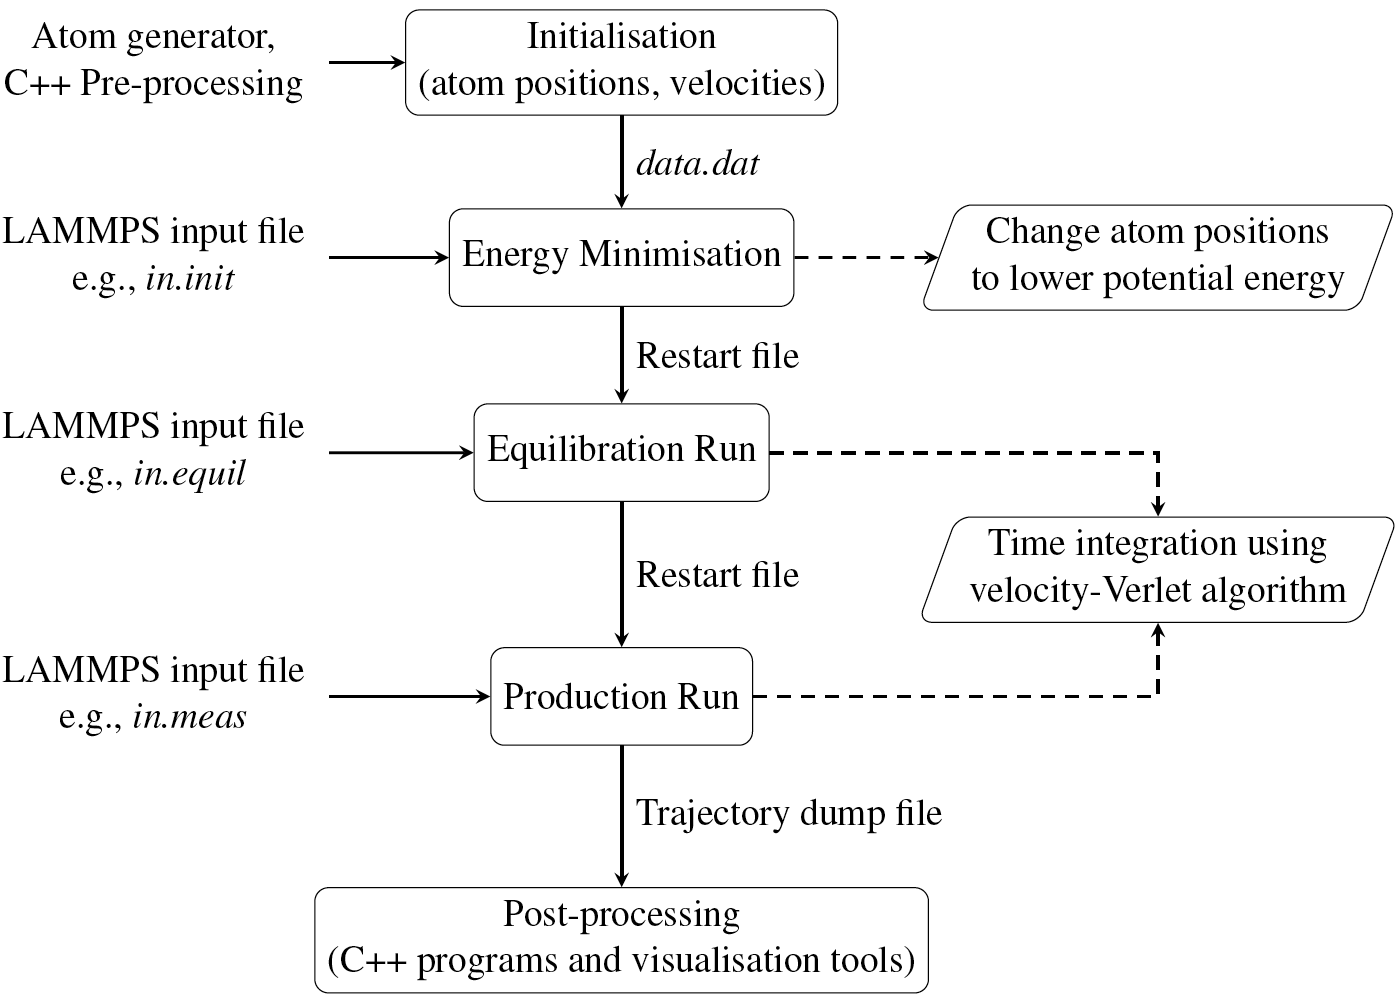 Atom generator,
C++ Pre-processing
Initialisation
(atom positions, velocities)
data.dat
LAMMPS input file
e.g., in.init
Energy Minimisation
Change atom positions
to lower potential energy
Restart file
LAMMPS input file
e.g., in.equil
Equilibration Run
Time integration using
velocity-Verlet algorithm
Restart file
LAMMPS input file
e.g., in.meas
Production Run
Trajectory dump file
Post-processing
(C++ programs and visualisation tools)